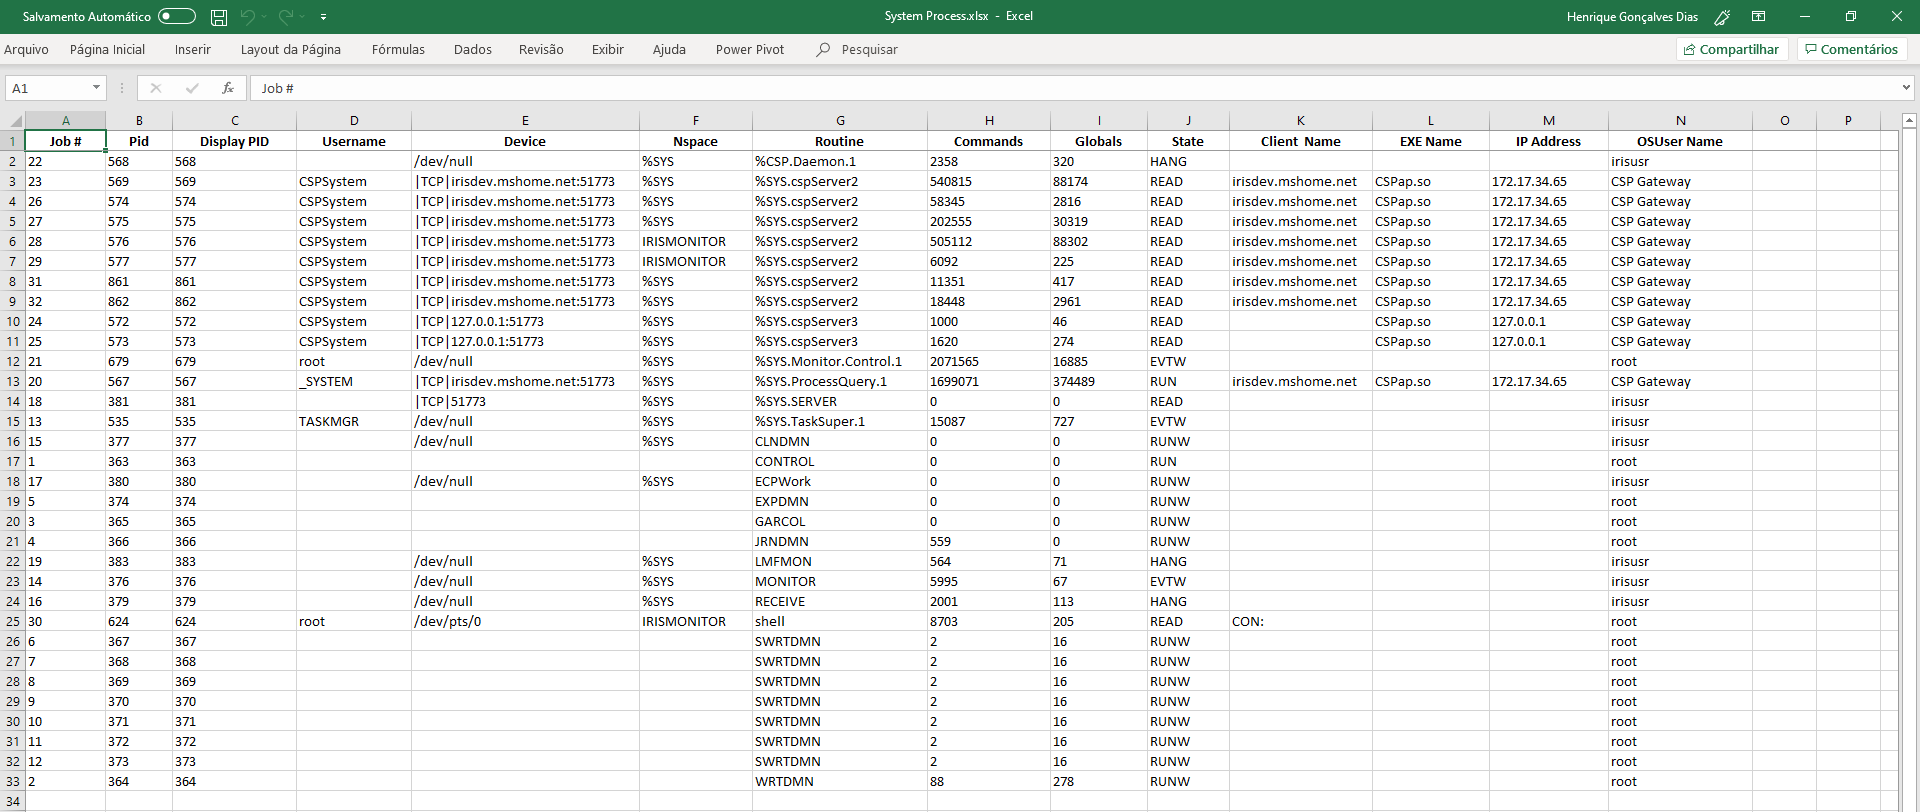 Salvamento Automático System Process.xlsx - Excel Henrique Gonçalves Dias
Arquivo Página Inicial Inserir Layout da Página Fórmulas Dados Revisão Exibir Ajuda Power Pivot Pesquisar Compartilhar Comentários
A1 fx Job #
A B C D E F G H I J K L M N O P
1 Job # Pid Display PID Username Device Nspace Routine Commands Globals State Client Name EXE Name IP Address OSUser Name
2 22 568 568 /dev/null %SYS %CSP.Daemon.1 2358 320 HANG irisusr
3 23 569 569 CSPSystem |TCP|irisdev.mshome.net:51773 %SYS %SYS.cspServer2 540815 88174 READ irisdev.mshome.net CSPap.so 172.17.34.65 CSP Gateway
4 26 574 574 CSPSystem |TCP|irisdev.mshome.net:51773 %SYS %SYS.cspServer2 58345 2816 READ irisdev.mshome.net CSPap.so 172.17.34.65 CSP Gateway
5 27 575 575 CSPSystem |TCP|irisdev.mshome.net:51773 %SYS %SYS.cspServer2 202555 30319 READ irisdev.mshome.net CSPap.so 172.17.34.65 CSP Gateway
6 28 576 576 CSPSystem |TCP|irisdev.mshome.net:51773 IRISMONITOR %SYS.cspServer2 505112 88302 READ irisdev.mshome.net CSPap.so 172.17.34.65 CSP Gateway
7 29 577 577 CSPSystem |TCP|irisdev.mshome.net:51773 IRISMONITOR %SYS.cspServer2 6092 225 READ irisdev.mshome.net CSPap.so 172.17.34.65 CSP Gateway
8 31 861 861 CSPSystem |TCP|irisdev.mshome.net:51773 %SYS %SYS.cspServer2 11351 417 READ irisdev.mshome.net CSPap.so 172.17.34.65 CSP Gateway
9 32 862 862 CSPSystem |TCP|irisdev.mshome.net:51773 %SYS %SYS.cspServer2 18448 2961 READ irisdev.mshome.net CSPap.so 172.17.34.65 CSP Gateway
10 24 572 572 CSPSystem |TCP|127.0.0.1:51773 %SYS %SYS.cspServer3 1000 46 READ CSPap.so 127.0.0.1 CSP Gateway
11 25 573 573 CSPSystem |TCP|127.0.0.1:51773 %SYS %SYS.cspServer3 1620 274 READ CSPap.so 127.0.0.1 CSP Gateway
12 21 679 679 root /dev/null %SYS %SYS.Monitor.Control.1 2071565 16885 EVTW root
13 20 567 567 _SYSTEM |TCP|irisdev.mshome.net:51773 %SYS %SYS.ProcessQuery.1 1699071 374489 RUN irisdev.mshome.net CSPap.so 172.17.34.65 CSP Gateway
14 18 381 381 |TCP|51773 %SYS %SYS.SERVER 0 0 READ irisusr
15 13 535 535 TASKMGR /dev/null %SYS %SYS.TaskSuper.1 15087 727 EVTW irisusr
16 15 377 377 /dev/null %SYS CLNDMN 0 0 RUNW irisusr
17 1 363 363 CONTROL 0 0 RUN root
18 17 380 380 /dev/null %SYS ECPWork 0 0 RUNW irisusr
19 5 374 374 EXPDMN 0 0 RUNW root
20 3 365 365 GARCOL 0 0 RUNW root
21 4 366 366 JRNDMN 559 0 RUNW root
22 19 383 383 /dev/null %SYS LMFMON 564 71 HANG irisusr
23 14 376 376 /dev/null %SYS MONITOR 5995 67 EVTW irisusr
24 16 379 379 /dev/null %SYS RECEIVE 2001 113 HANG irisusr
25 30 624 624 root /dev/pts/0 IRISMONITOR shell 8703 205 READ CON: root
26 6 367 367 SWRTDMN 2 16 RUNW root
27 7 368 368 SWRTDMN 2 16 RUNW root
28 8 369 369 SWRTDMN 2 16 RUNW root
29 9 370 370 SWRTDMN 2 16 RUNW root
30 10 371 371 SWRTDMN 2 16 RUNW root
31 11 372 372 SWRTDMN 2 16 RUNW root
32 12 373 373 SWRTDMN 2 16 RUNW root
33 2 364 364 WRTDMN 88 278 RUNW root
34